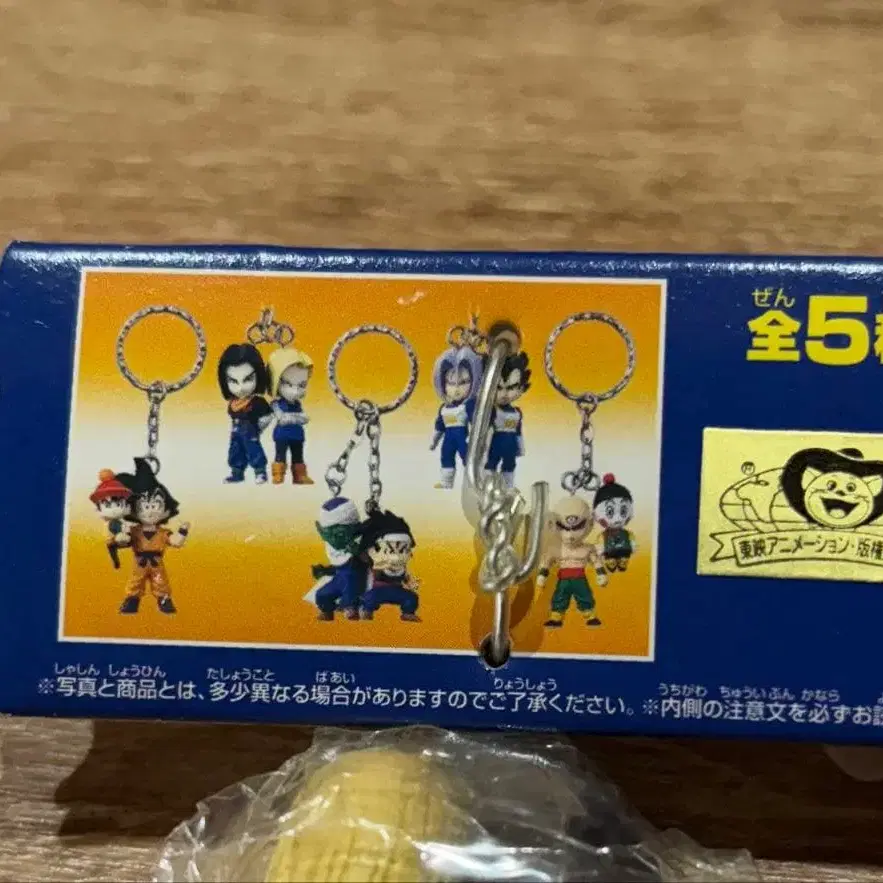 ぜん
全5種
®
東映アニメーション・版権
しゃしん しょうひん たしょうこと ばあい りょうしょう
※写真と商品とは、多少異なる場合がありますのでご了承ください。
うちがわ ちゅういぶん かなら
※内側の注意文を必ずお